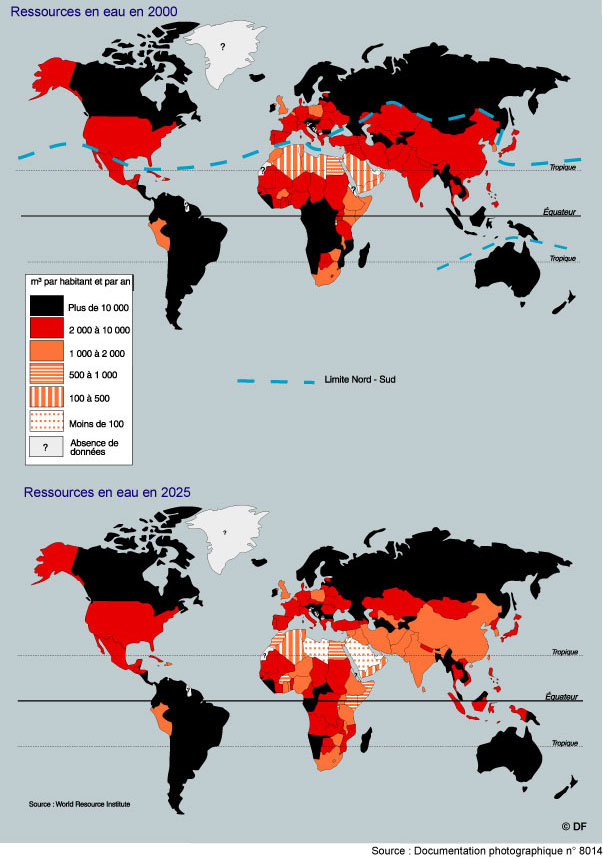 Ressources en eau en 2000
?
?
?
?
?
Tropique
Équateur
Tropique
m³ par habitant et par an
Plus de 10 000
2 000 à 10 000
1 000 à 2 000
500 à 1 000
100 à 500
Moins de 100
?
Absence de
données
Limite Nord - Sud
Ressources en eau en 2025
?
?
?
?
Tropique
Équateur
Tropique
Source : World Resource Institute
© DF
Source : Documentation photographique n° 8014